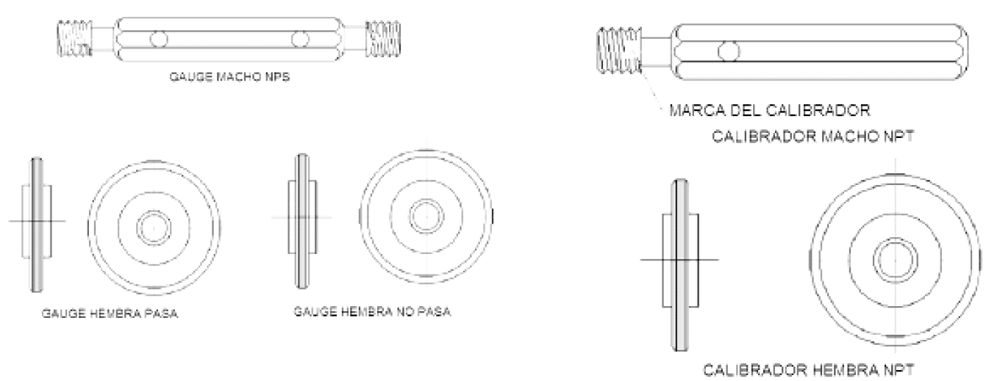 GAUGE MACHO NPS
MARCA DEL CALIBRADOR
CALIBRADOR MACHO NPT
GAUGE HEMBRA PASA
GAUGE HEMBRA NO PASA
CALIBRADOR HEMBRA NPT